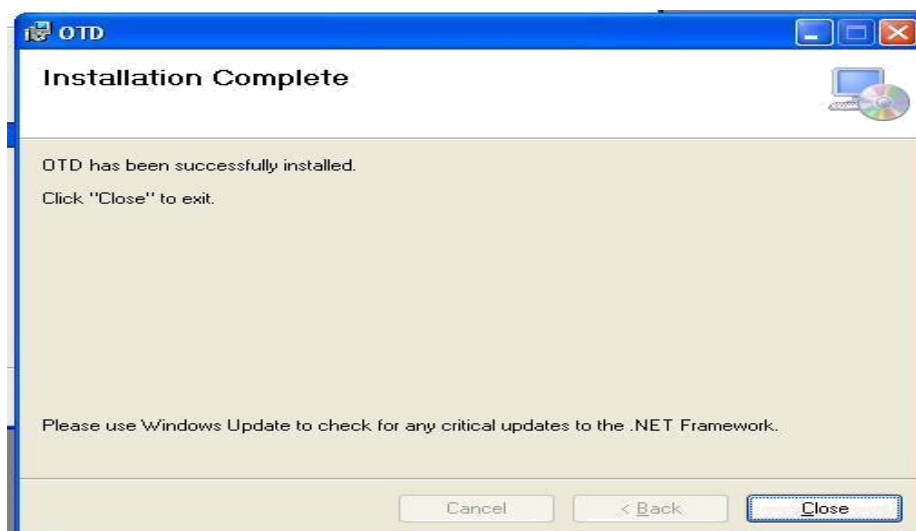 OTD
Installation Complete
OTD has been successfully installed.
Click "Close" to exit.
Please use Windows Update to check for any critical updates to the .NET Framework.
Cancel
< Back
Close